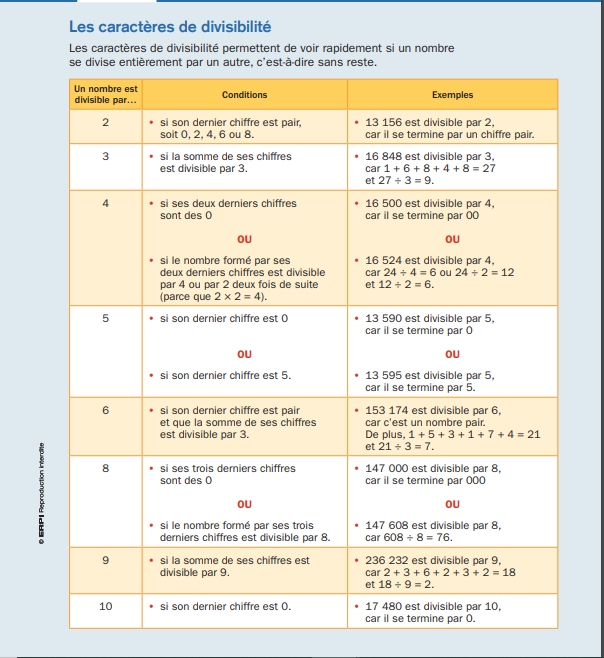 Les caractères de divisibilité
Les caractères de divisibilité permettent de voir rapidement si un nombre
se divise entièrement par un autre, c'est-à-dire sans reste.
Un nombre est
divisible par...
Conditions
Exemples
2
• si son dernier chiffre est pair,
soit 0, 2, 4, 6 ou 8.
• 13 156 est divisible par 2,
car il se termine par un chiffre pair.
3
• si la somme de ses chiffres
est divisible par 3.
• 16 848 est divisible par 3,
car 1 + 6 + 8 + 4 + 8 = 27
et 27 ÷ 3 = 9.
4
• si ses deux derniers chiffres
sont des 0
OU
• si le nombre formé par ses
deux derniers chiffres est divisible
par 4 ou par 2 deux fois de suite
(parce que 2 × 2 = 4).
• 16 500 est divisible par 4,
car il se termine par 00
OU
• 16 524 est divisible par 4,
car 24 ÷ 4 = 6 ou 24 ÷ 2 = 12
et 12 ÷ 2 = 6.
5
• si son dernier chiffre est 0
OU
• si son dernier chiffre est 5.
• 13 590 est divisible par 5,
car il se termine par 0
OU
• 13 595 est divisible par 5,
car il se termine par 5.
6
• si son dernier chiffre est pair
et que la somme de ses chiffres
est divisible par 3.
• 153 174 est divisible par 6,
car c'est un nombre pair.
De plus, 1 + 5 + 3 + 1 + 7 + 4 = 21
et 21 ÷ 3 = 7.
8
• si ses trois derniers chiffres
sont des 0
OU
• si le nombre formé par ses trois
derniers chiffres est divisible par 8.
• 147 000 est divisible par 8,
car il se termine par 000
OU
• 147 608 est divisible par 8,
car 608 ÷ 8 = 76.
9
• si la somme de ses chiffres est
divisible par 9.
• 236 232 est divisible par 9,
car 2 + 3 + 6 + 2 + 3 + 2 = 18
et 18 ÷ 9 = 2.
10
• si son dernier chiffre est 0.
• 17 480 est divisible par 10,
car il se termine par 0.
© ERPI Reproduction interdite